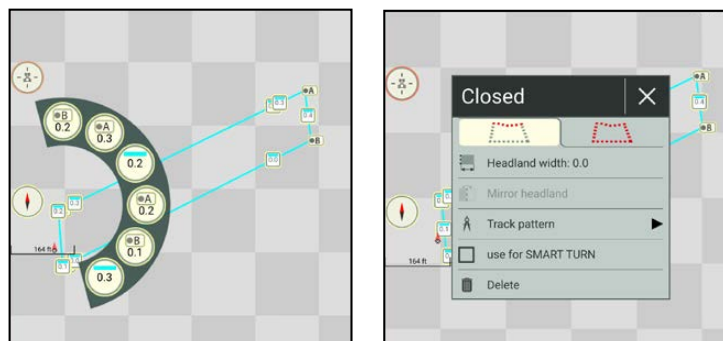 A
0.3
0.4
B
0.0
B
0.2
A
0.3
0.2
A
0.2
B
0.1
0.3
0.2
0.3
0.1
164 ft
Closed
Headland width: 0.0
Mirror headland
Track pattern
use for SMART TURN
Delete
A
0.4
B
0.1
164 ft